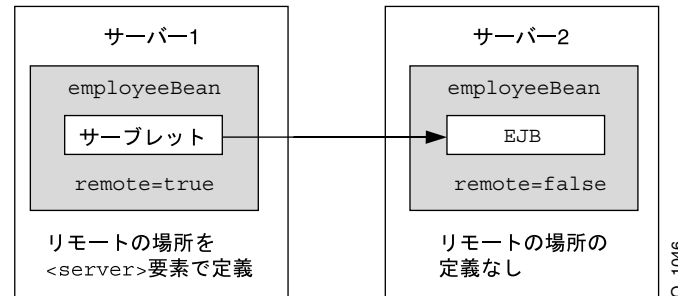 サーバー1
employeeBean
サーブレット
remote=true
リモートの場所を
<server>要素で定義
サーバー2
employeeBean
EJB
remote=false
リモートの場所の
定義なし
O_1046